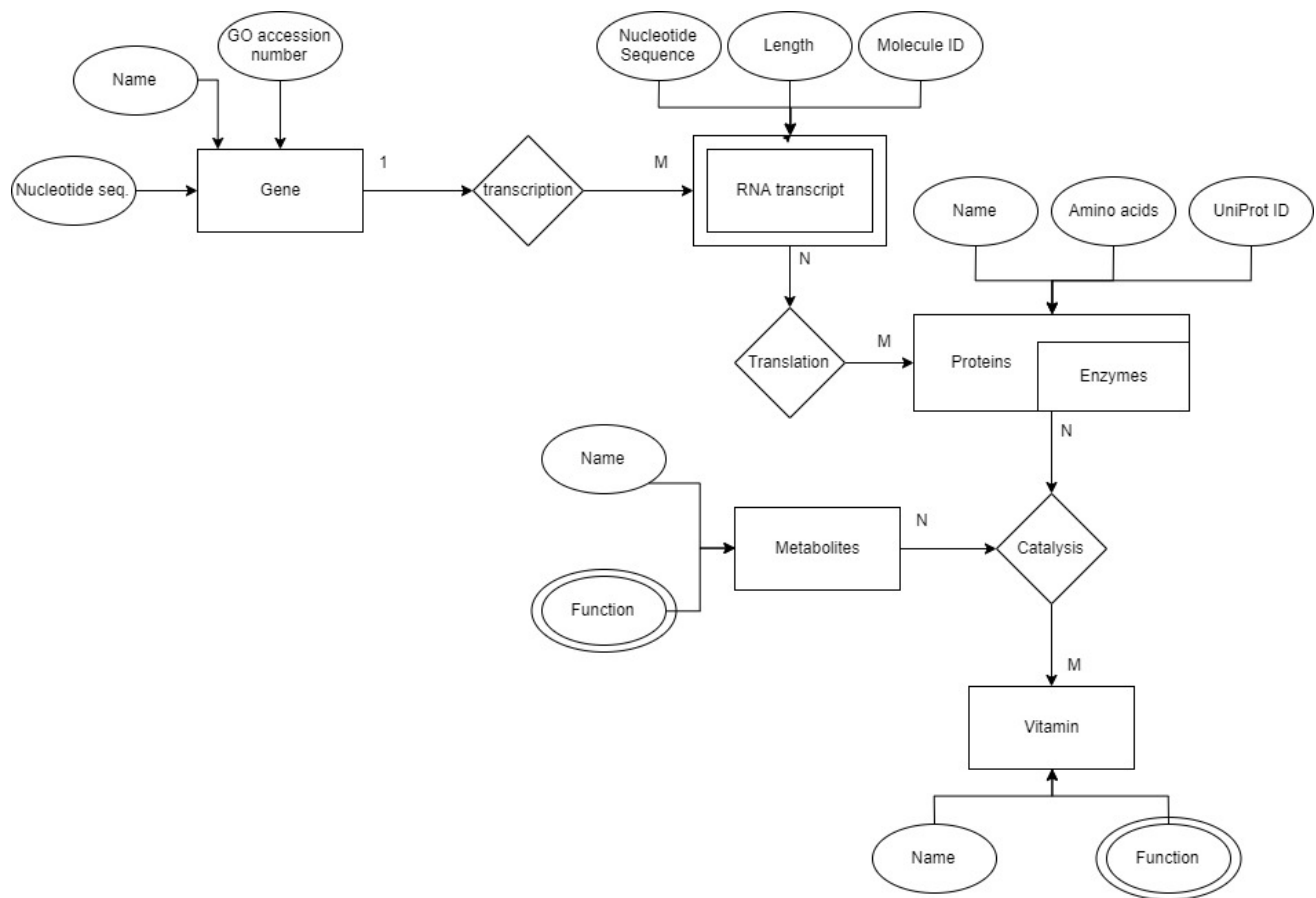 GO accession
number
Nucleotide
Sequence
Length
Molecule ID
Name
1
M
Nucleotide seq.
Gene
transcription
RNA transcript
Name
Amino acids
UniProt ID
N
M
Translation
Proteins
Enzymes
N
Name
N
Metabolites
Catalysis
Function
M
Vitamin
Name
Function